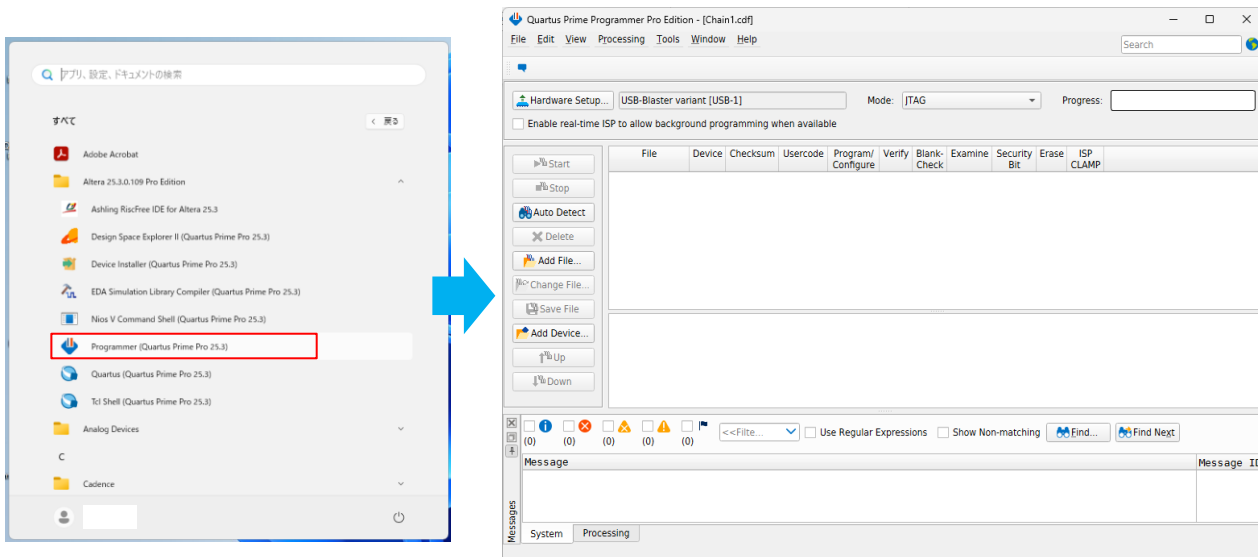 アプリ、設定、ドキュメントの検索
すべて
< 戻る
Adobe Acrobat
Altera 25.3.0.109 Pro Edition
Ashling RiscFree IDE for Altera 25.3
Design Space Explorer II (Quartus Prime Pro 25.3)
Device Installer (Quartus Prime Pro 25.3)
EDA Simulation Library Compiler (Quartus Prime Pro 25.3)
Nios V Command Shell (Quartus Prime Pro 25.3)
Programmer (Quartus Prime Pro 25.3)
Quartus (Quartus Prime Pro 25.3)
Tcl Shell (Quartus Prime Pro 25.3)
Analog Devices
C
Cadence
Quartus Prime Programmer Pro Edition - [Chain1.cdf]
File Edit View Processing Tools Window Help
Search
Hardware Setup... USB-Blaster variant [USB-1] Mode: JTAG Progress:
Enable real-time ISP to allow background programming when available
Start
Stop
Auto Detect
Delete
Add File...
Change File...
Save File
Add Device...
Up
Down
File Device Checksum Usercode Program/ Verify Blank- Examine Security Erase ISP
Configure Check Bit CLAMP
<<Filte... Use Regular Expressions Show Non-matching Find... Find Next
(0) (0) (0) (0) (0)
Message Message ID
Messages
System Processing